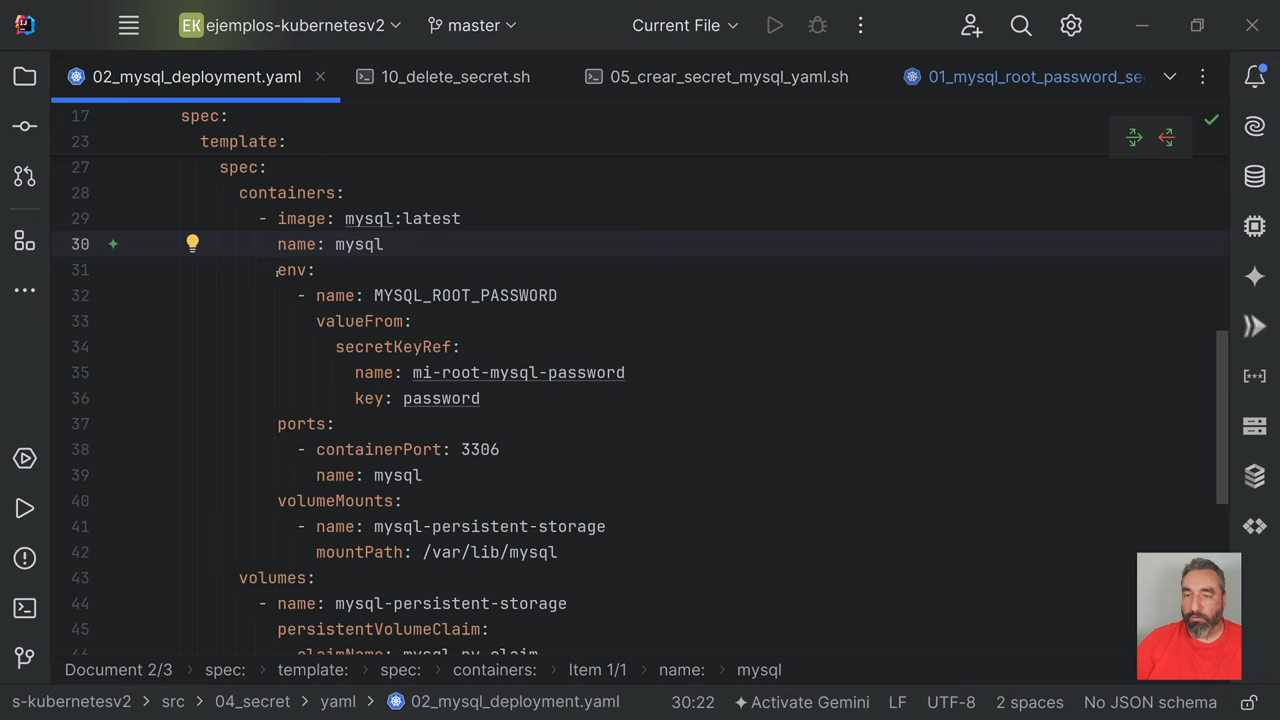 EK ejemplos-kubernetesv2 master Current File
02_mysql_deployment.yaml 10_delete_secret.sh 05_crear_secret_mysql_yaml.sh 01_mysql_root_password_se
17 spec:
23 template:
27 spec:
28 containers:
29 - image: mysql:latest
30 name: mysql
31 env:
32 - name: MYSQL_ROOT_PASSWORD
33 valueFrom:
34 secretKeyRef:
35 name: mi-root-mysql-password
36 key: password
37 ports:
38 - containerPort: 3306
39 name: mysql
40 volumeMounts:
41 - name: mysql-persistent-storage
42 mountPath: /var/lib/mysql
43 volumes:
44 - name: mysql-persistent-storage
45 persistentVolumeClaim:
46 claimName: mysql-pv-claim
Document 2/3 spec: template: spec: containers: Item 1/1 name: mysql
s-kubernetesv2 src 04_secret yaml 02_mysql_deployment.yaml 30:22 Activate Gemini LF UTF-8 2 spaces No JSON schema